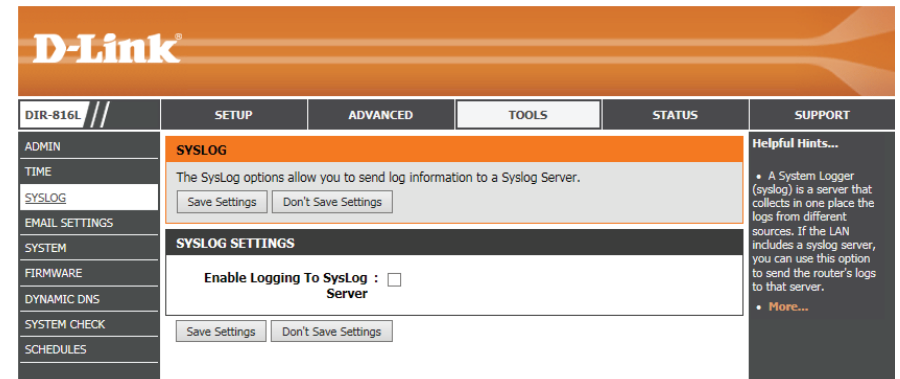 D-Link®
DIR-816L
SETUP
ADVANCED
TOOLS
STATUS
SUPPORT
ADMIN
TIME
SYSLOG
EMAIL SETTINGS
SYSTEM
FIRMWARE
DYNAMIC DNS
SYSTEM CHECK
SCHEDULES
SYSLOG
The SysLog options allow you to send log information to a Syslog Server.
Save Settings
Don't Save Settings
SYSLOG SETTINGS
Enable Logging To SysLog :
Server
Save Settings
Don't Save Settings
Helpful Hints...
• A System Logger
(syslog) is a server that
collects in one place the
logs from different
sources. If the LAN
includes a syslog server,
you can use this option
to send the router's logs
to that server.
• More...